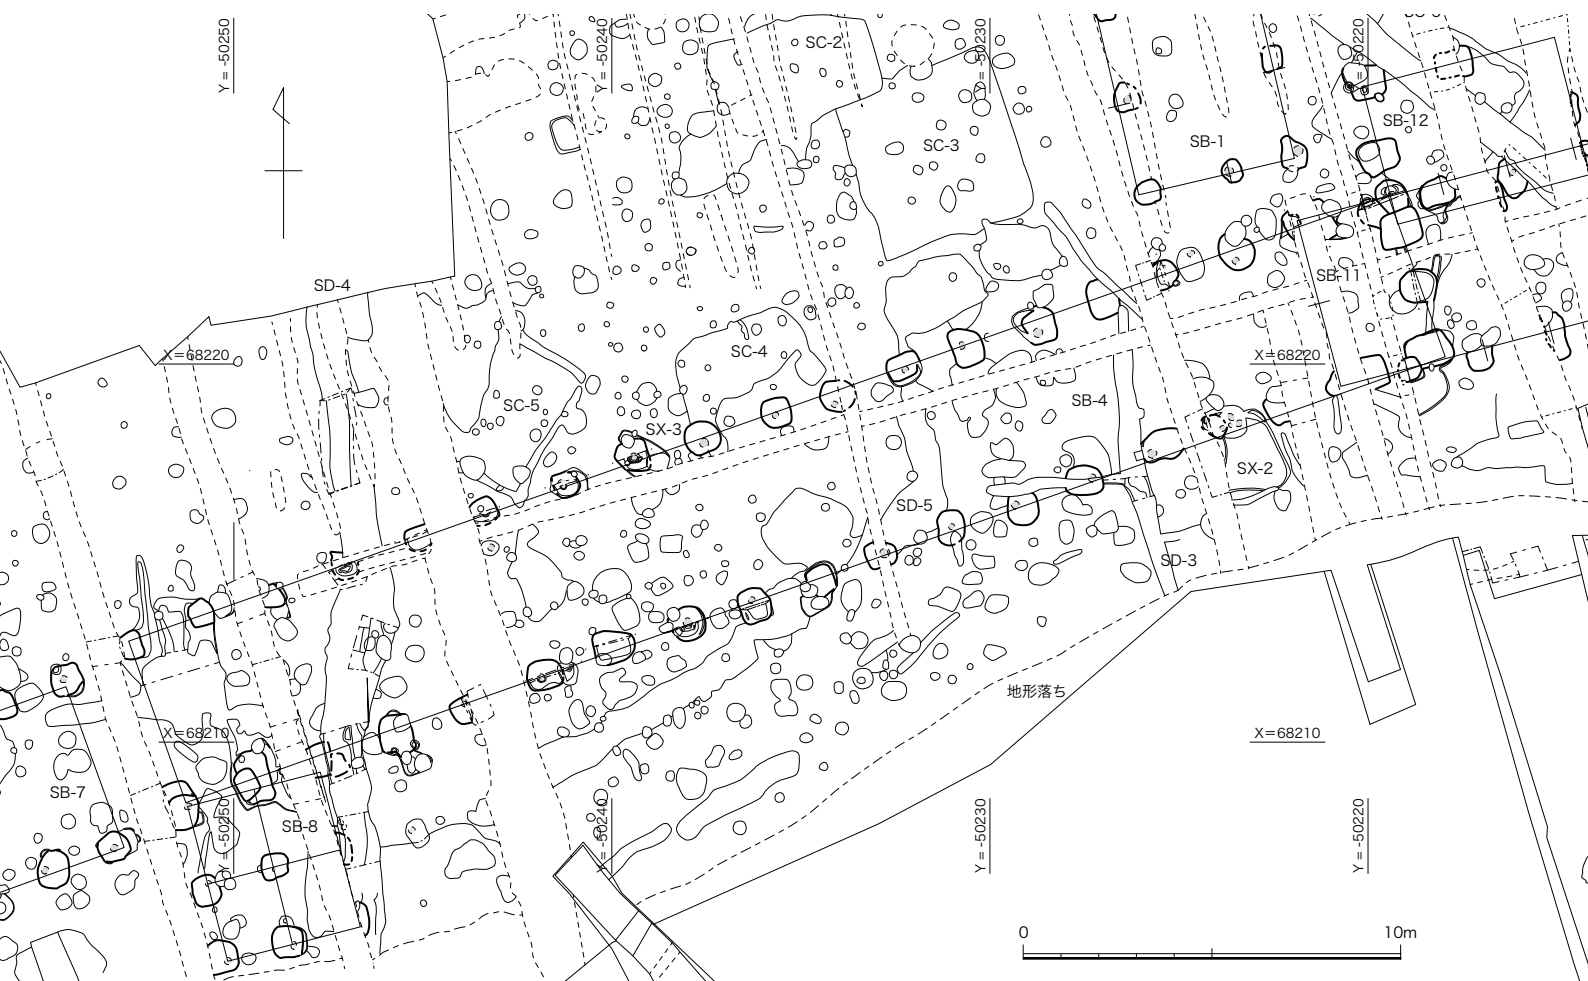 Y = -50250
Y = -50240
Y = -50230
-50220
SC-2
SB-12
SB-1
SC-3
SD-4
SB-11
X=68220
SC-4
X=68220
SC-5
SB-4
SX-3
SX-2
SD-5
SD-3
地形落ち
X=68210
X=68210
SB-7
SB-8
Y = -50250
Y = -50240
Y = -50230
Y = -50220
0
10m